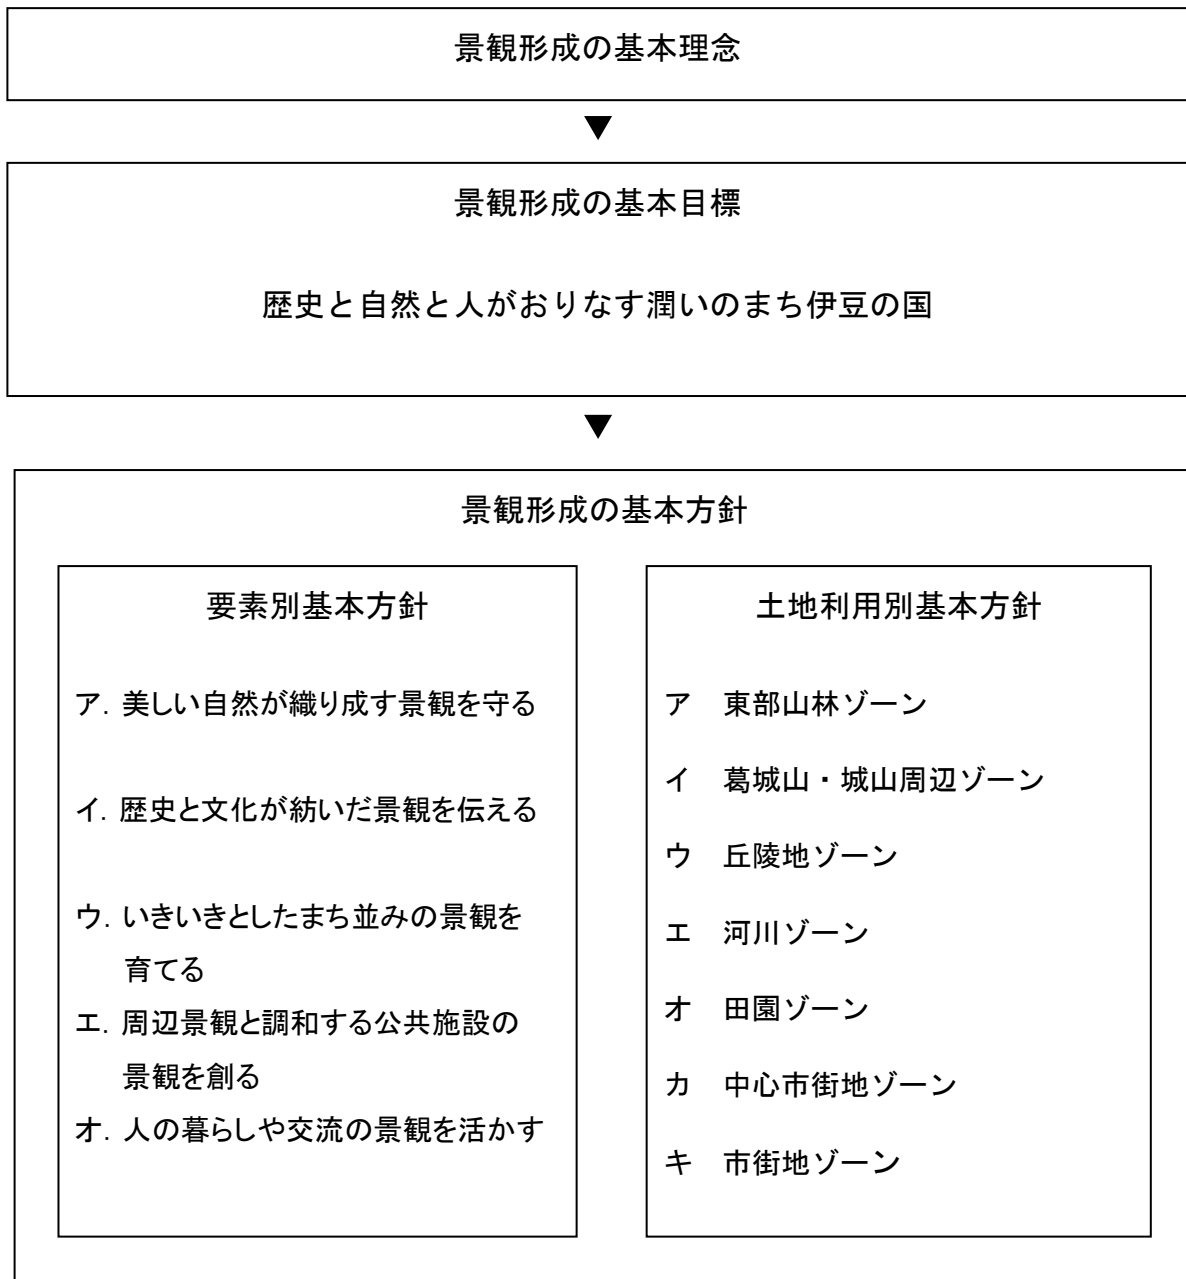 景観形成の基本理念
▼
景観形成の基本目標
歴史と自然と人がおりなす潤いのまち伊豆の国
▼
景観形成の基本方針
要素別基本方針
ア. 美しい自然が織り成す景観を守る
イ. 歴史と文化が紡いだ景観を伝える
ウ. いきいきとしたまち並みの景観を
育てる
エ. 周辺景観と調和する公共施設の
景観を創る
オ. 人の暮らしや交流の景観を活かす
土地利用別基本方針
ア 東部山林ゾーン
イ 葛城山・城山周辺ゾーン
ウ 丘陵地ゾーン
エ 河川ゾーン
オ 田園ゾーン
カ 中心市街地ゾーン
キ 市街地ゾーン